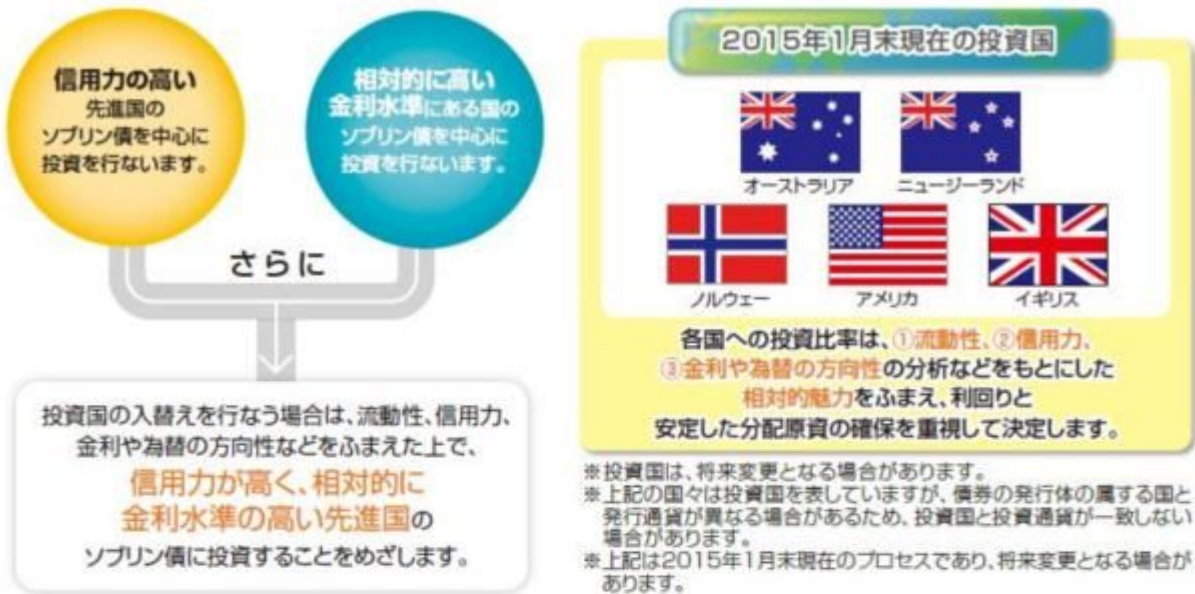 信用力の高い
先進国の
ソブリン債を中心に
投資を行ないます。
相対的に高い
金利水準にある国の
ソブリン債を中心に
投資を行ないます。
さらに
投資国の入替えを行なう場合は、流動性、信用力、
金利や為替の方向性などをふまえた上で、
信用力が高く、相対的に
金利水準の高い先進国の
ソブリン債に投資することをめざします。
2015年1月末現在の投資国
オーストラリア
ニュージーランド
ノルウェー
アメリカ
イギリス
各国への投資比率は、①流動性、②信用力、
③金利や為替の方向性の分析などをもとにした
相対的魅力をふまえ、利回りと
安定した分配原資の確保を重視して決定します。
※投資国は、将来変更となる場合があります。
※上記の国々は投資国を表していますが、債券の発行体の属する国と
発行通貨が異なる場合があるため、投資国と投資通貨が一致しない
場合があります。
※上記は2015年1月末現在のプロセスであり、将来変更となる場合が
あります。